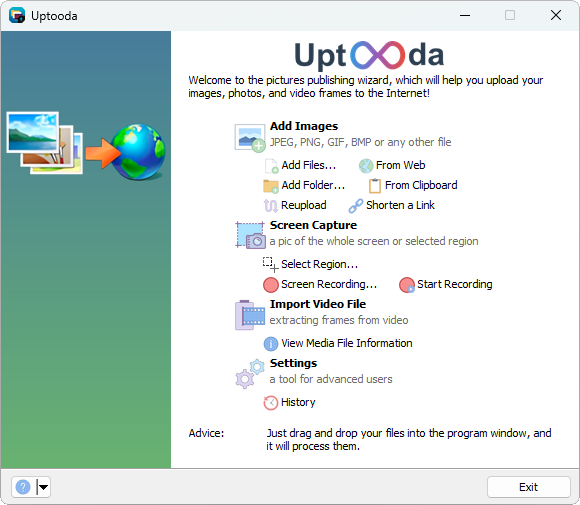 Uptooda
Upt∞da
Welcome to the pictures publishing wizard, which will help you upload your
images, photos, and video frames to the Internet!
Add Images
JPEG, PNG, GIF, BMP or any other file
Add Files... From Web
Add Folder... From Clipboard
Reupload Shorten a Link
Screen Capture
a pic of the whole screen or selected region
Select Region...
Screen Recording... Start Recording
Import Video File
extracting frames from video
View Media File Information
Settings
a tool for advanced users
History
Advice: Just drag and drop your files into the program window, and
it will process them.
Exit